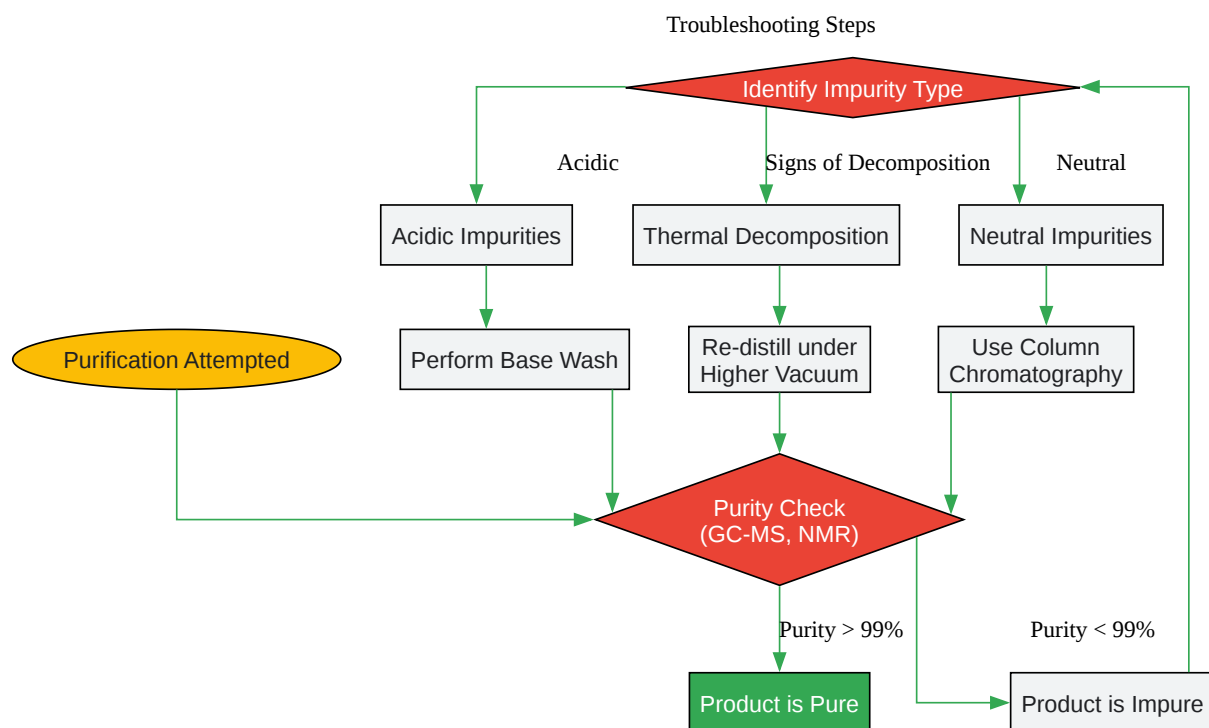 Troubleshooting Steps
Identify Impurity Type
Acidic
Signs of Decomposition
Neutral
Acidic Impurities
Thermal Decomposition
Neutral Impurities
Purification Attempted
Perform Base Wash
Re-distill under
Higher Vacuum
Use Column
Chromatography
Purity Check
(GC-MS, NMR)
Purity > 99%
Purity < 99%
Product is Pure
Product is Impure